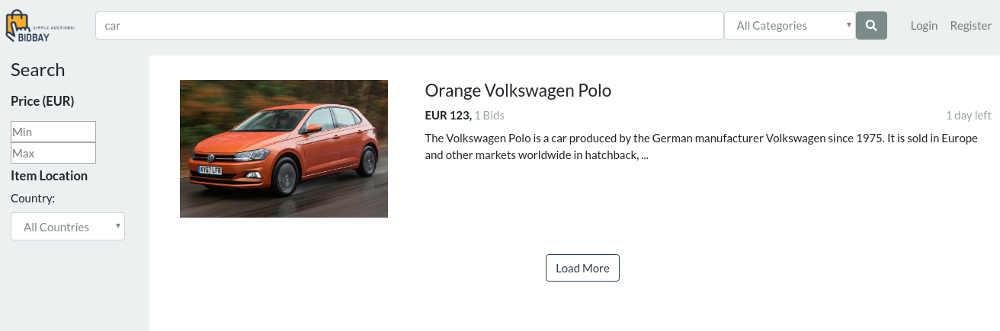 SIMPLE AUCTIONS!
BIDBAY
car
All Categories
Login
Register
Search
Price (EUR)
Min
Max
Item Location
Country:
All Countries
Orange Volkswagen Polo
EUR 123, 1 Bids
1 day left
The Volkswagen Polo is a car produced by the German manufacturer Volkswagen since 1975. It is sold in Europe
and other markets worldwide in hatchback, ...
KY67 LFR
Load More